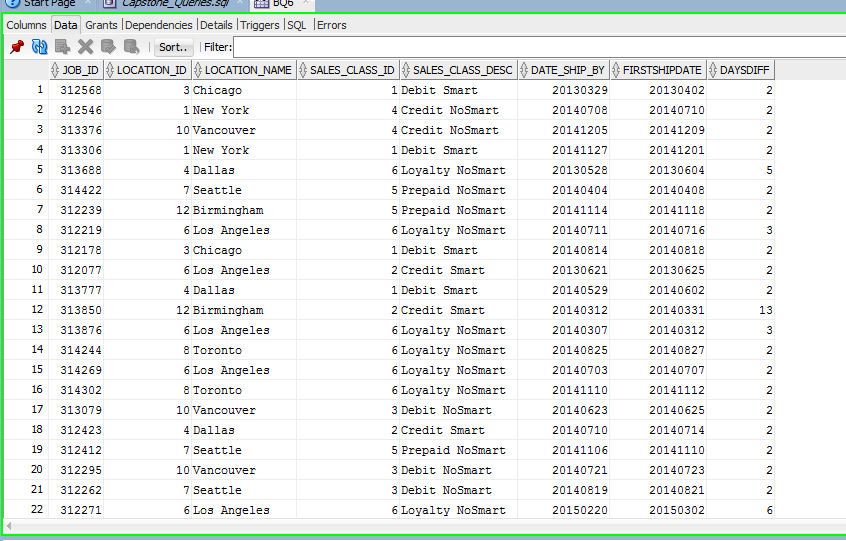 Start Page Capstone_Queries.sql BQ6
Columns Data Grants Dependencies Details Triggers SQL Errors
Sort.. Filter:
JOB_ID LOCATION_ID LOCATION_NAME SALES_CLASS_ID SALES_CLASS_DESC DATE_SHIP_BY FIRSTSHIPDATE DAYSDIFF
1 312568 3 Chicago 1 Debit Smart 20130329 20130402 2
2 312546 1 New York 4 Credit NoSmart 20140708 20140710 2
3 313376 10 Vancouver 4 Credit NoSmart 20141205 20141209 2
4 313306 1 New York 1 Debit Smart 20141127 20141201 2
5 313688 4 Dallas 6 Loyalty NoSmart 20130528 20130604 5
6 314422 7 Seattle 5 Prepaid NoSmart 20140404 20140408 2
7 312239 12 Birmingham 5 Prepaid NoSmart 20141114 20141118 2
8 312219 6 Los Angeles 6 Loyalty NoSmart 20140711 20140716 3
9 312178 3 Chicago 1 Debit Smart 20140814 20140818 2
10 312077 6 Los Angeles 2 Credit Smart 20130621 20130625 2
11 313777 4 Dallas 1 Debit Smart 20140529 20140602 2
12 313850 12 Birmingham 2 Credit Smart 20140312 20140331 13
13 313876 6 Los Angeles 6 Loyalty NoSmart 20140307 20140312 3
14 314244 8 Toronto 6 Loyalty NoSmart 20140825 20140827 2
15 314269 6 Los Angeles 6 Loyalty NoSmart 20140703 20140707 2
16 314302 8 Toronto 6 Loyalty NoSmart 20141110 20141112 2
17 313079 10 Vancouver 3 Debit NoSmart 20140623 20140625 2
18 312423 4 Dallas 2 Credit Smart 20140710 20140714 2
19 312412 7 Seattle 5 Prepaid NoSmart 20141106 20141110 2
20 312295 10 Vancouver 3 Debit NoSmart 20140721 20140723 2
21 312262 7 Seattle 3 Debit NoSmart 20140819 20140821 2
22 312271 6 Los Angeles 6 Loyalty NoSmart 20150220 20150302 6